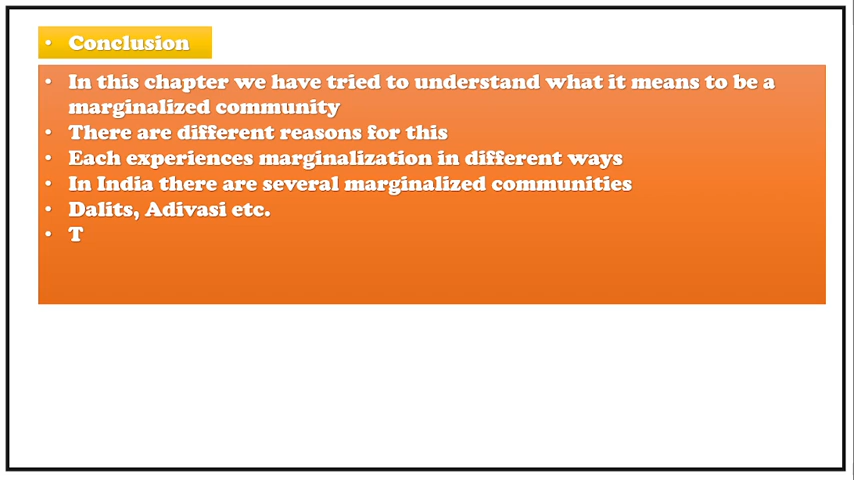 • Conclusion
• In this chapter we have tried to understand what it means to be a
marginalized community
• There are different reasons for this
• Each experiences marginalization in different ways
• In India there are several marginalized communities
• Dalits, Adivasi etc.
• T